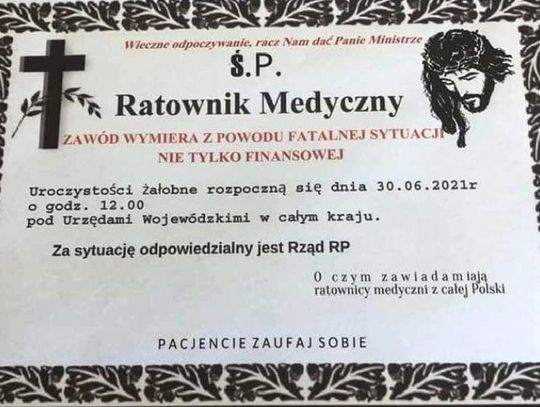 Wieczne odpoczywanie, racz Nam dać Panie Ministrze
Ś.P.
Ratownik Medyczny
ZAWÓD WYMIERA Z POWODU FATALNEJ SYTUACJI
NIE TYLKO FINANSOWEJ
Uroczystości żałobne rozpoczną się dnia 30.06.2021r
o godz. 12.00
pod Urzędami Wojewódzkimi w całym kraju.
Za sytuację odpowiedzialny jest Rząd RP
O czym zawiadamiają
ratownicy medyczni z całej Polski
PACJENCIE ZAUFAJ SOBIE